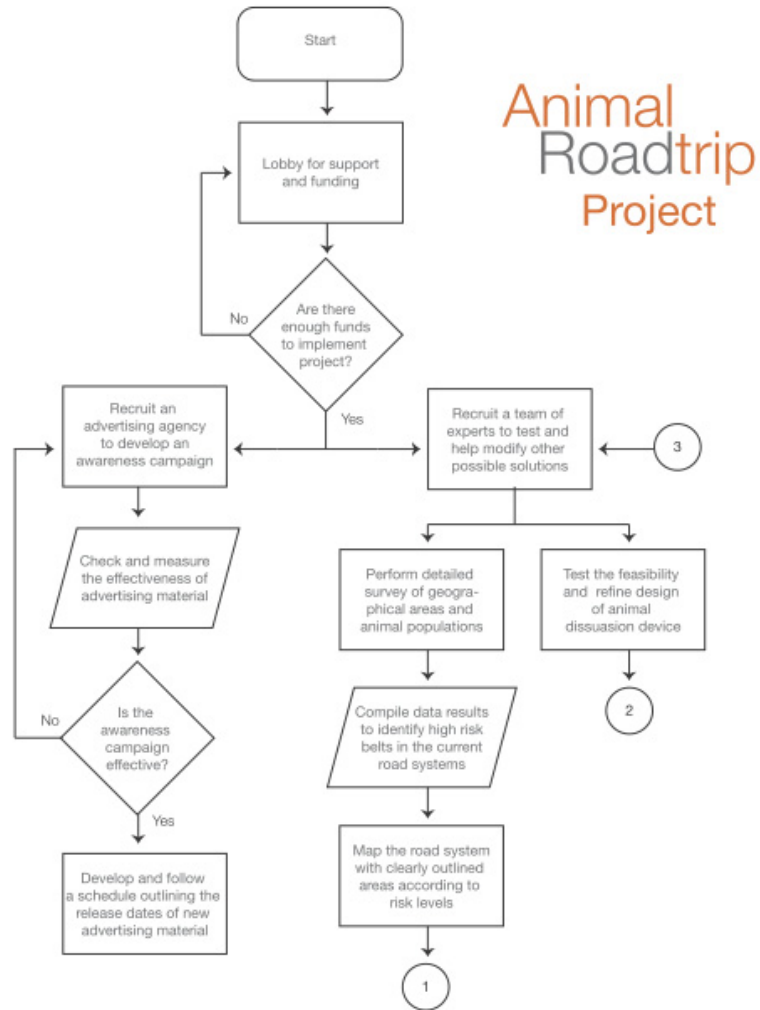 Start
Animal
Roadtrip
Project
Lobby for support
and funding
Are there
enough funds
to implement
project?
No
Yes
Recruit an
advertising agency
to develop an
awareness campaign
Recruit a team of
experts to test and
help modify other
possible solutions
3
Check and measure
the effectiveness of
advertising material
Perform detailed
survey of geogra-
phical areas and
animal populations
Test the feasibility
and refine design
of animal
dissuasion device
Is the
awareness
campaign
effective?
No
Yes
Compile data results
to identify high risk
belts in the current
road systems
2
Develop and follow
a schedule outlining the
release dates of new
advertising material
Map the road system
with clearly outlined
areas according to
risk levels
1